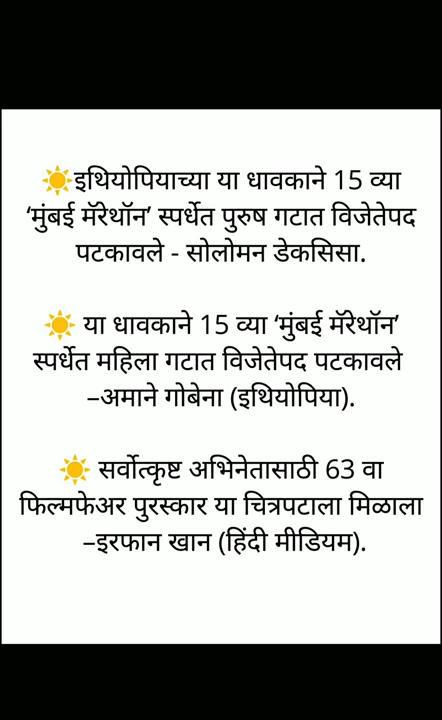 ☀️इथियोपियाच्या या धावकाने 15 व्या
‘मुंबई मॅरेथॉन’ स्पर्धेत पुरुष गटात विजेतेपद
पटकावले - सोलोमन डेकसिसा.
☀️ या धावकाने 15 व्या ‘मुंबई मॅरेथॉन’
स्पर्धेत महिला गटात विजेतेपद पटकावले
–अमाने गोबेना (इथियोपिया).
☀️ सर्वोत्कृष्ट अभिनेतासाठी 63 वा
फिल्मफेअर पुरस्कार या चित्रपटाला मिळाला
–इरफान खान (हिंदी मीडियम).